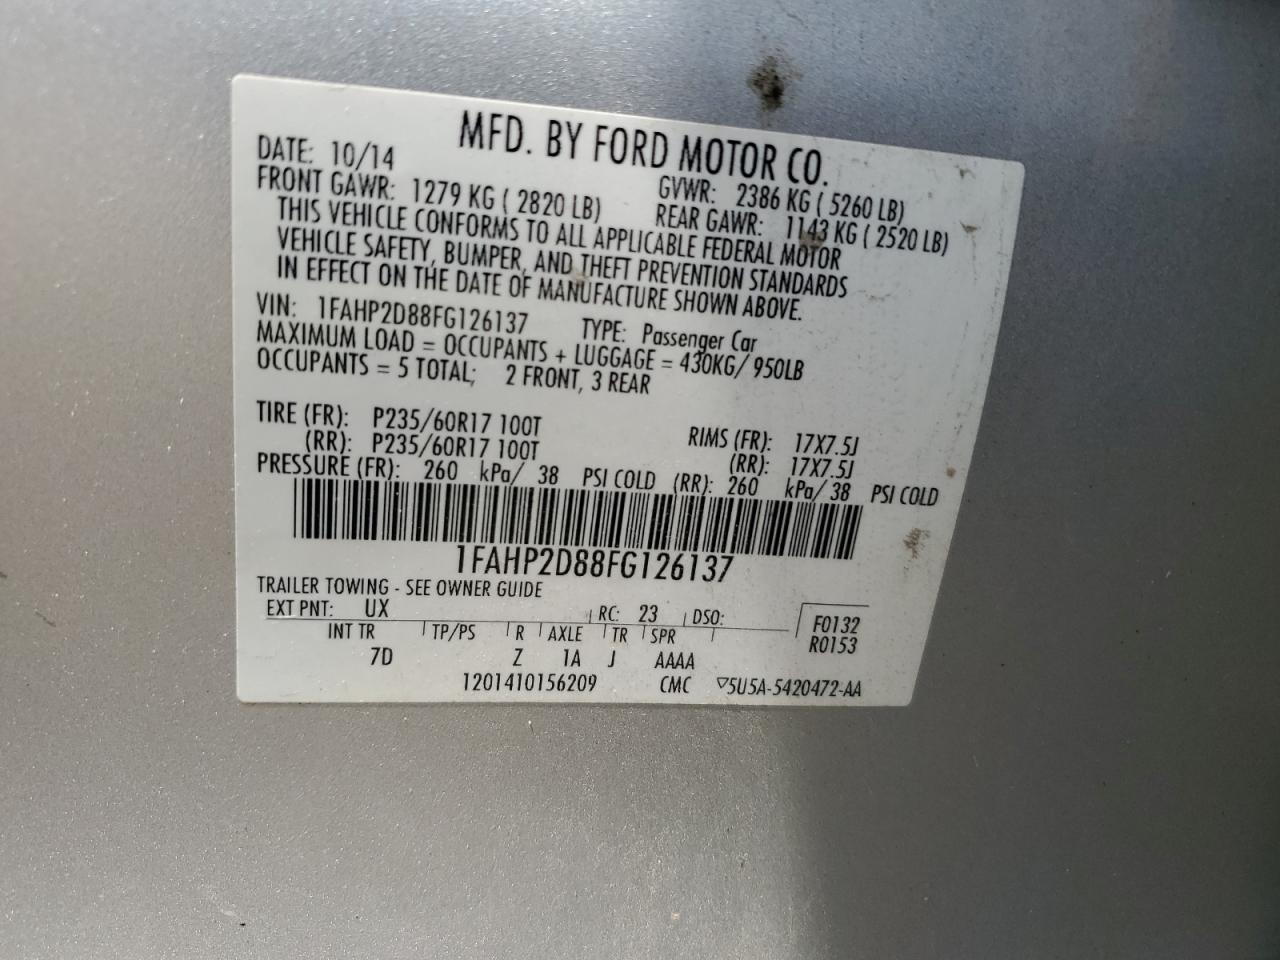 MFD. BY FORD MOTOR CO.
DATE: 10/14 GVWR: 2386 KG ( 5260 LB)
FRONT GAWR: 1279 KG ( 2820 LB) REAR GAWR: 1143 KG ( 2520 LB)
THIS VEHICLE CONFORMS TO ALL APPLICABLE FEDERAL MOTOR
VEHICLE SAFETY, BUMPER, AND THEFT PREVENTION STANDARDS
IN EFFECT ON THE DATE OF MANUFACTURE SHOWN ABOVE.
VIN: 1FAHP2D88FG126137 TYPE: Passenger Car
MAXIMUM LOAD = OCCUPANTS + LUGGAGE = 430KG/ 950LB
OCCUPANTS = 5 TOTAL; 2 FRONT, 3 REAR
TIRE (FR): P235/60R17 100T RIMS (FR): 17X7.5J
(RR): P235/60R17 100T (RR): 17X7.5J
PRESSURE (FR): 260 kPa/ 38 PSI COLD (RR): 260 kPa/ 38 PSI COLD
1FAHP2D88FG126137
TRAILER TOWING - SEE OWNER GUIDE
EXT PNT: UX RC: 23 DSO: F0132
INT TR TP/PS R AXLE TR SPR R0153
7D Z 1A J AAAA
1201410156209 CMC ▽5U5A-5420472-AA